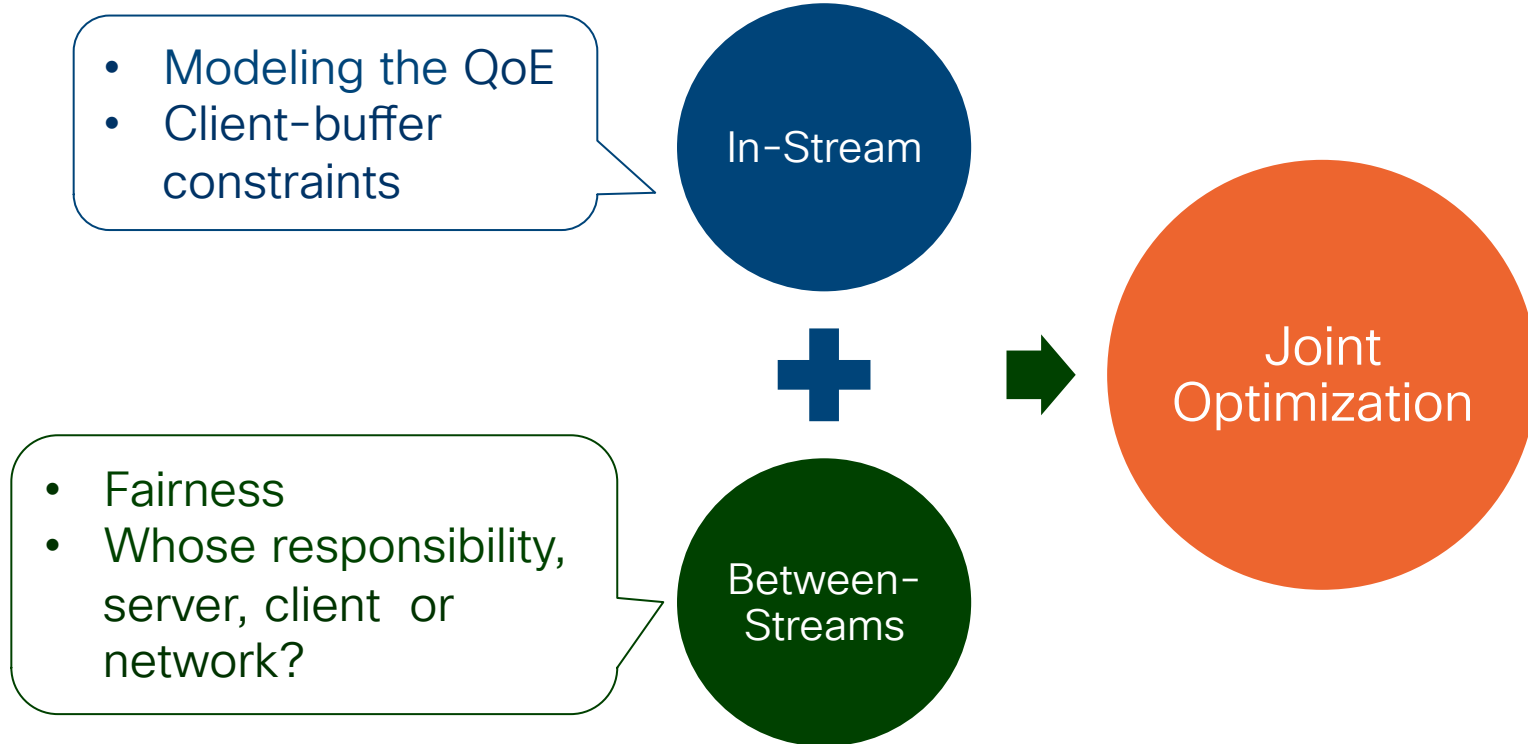 • Modeling the QoE
• Client-buffer
constraints
In-Stream
Joint
Optimization
• Fairness
• Whose responsibility,
server, client or
network?
Between-
Streams